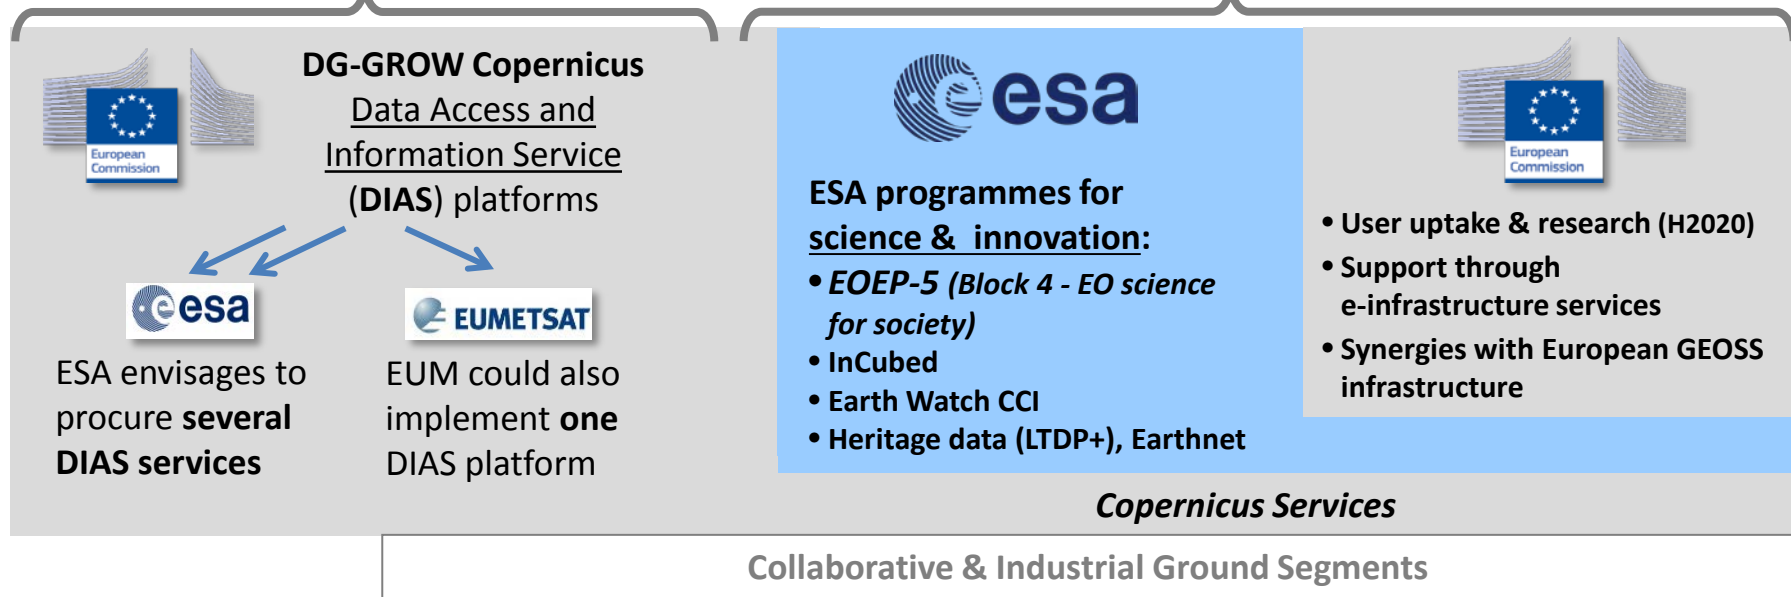 DG-GROW Copernicus
Data Access and
Information Service
(DIAS) platforms
European
Commission
esa
EUMETSAT
ESA envisages to
procure several
DIAS services
EUM could also
implement one
DIAS platform
esa
ESA programmes for
science & innovation:
• EOEP-5 (Block 4 - EO science
for society)
• InCubed
• Earth Watch CCI
• Heritage data (LTDP+), Earthnet
European
Commission
• User uptake & research (H2020)
• Support through
e-infrastructure services
• Synergies with European GEOSS
infrastructure
Copernicus Services
Collaborative & Industrial Ground Segments